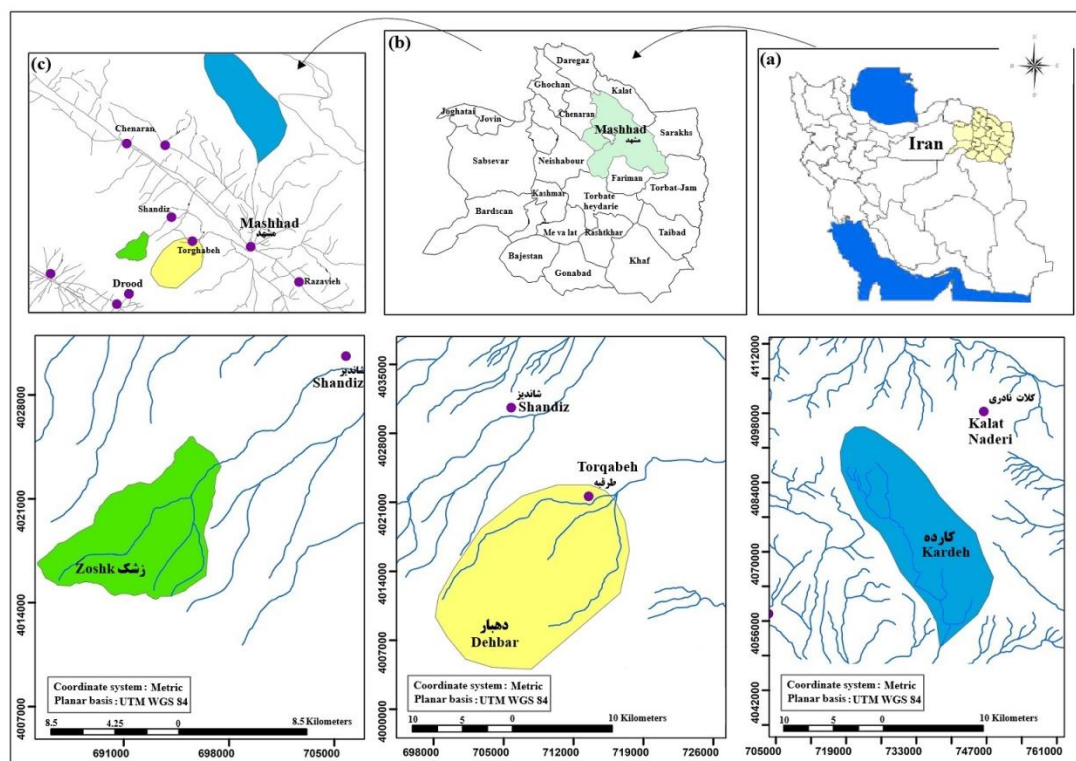 (c)
Chenaran
Shandiz
Mashhad
مشهد
Torghabeh
Drood
Razavieh
(b)
Daregaz
Ghochan
Kalat
Joghatai
Jovin
Chenaran
Mashhad
مشهد
Sarakhs
Sabsevar
Neishabour
Fariman
Kashmar
Torbat-Jam
Torbate
heydarie
Bardscan
Me va lat
Rashtkhar
Taibad
Bajestan
Khaf
Gonabad
(a)
Iran
شاندیز
Shandiz
Zoshk زشک
4028000
4021000
4014000
4007000
Coordinate system : Metric
Planar basis : UTM WGS 84
8.5 4.25 0 8.5 Kilometers
691000 698000 705000
شاندیز
Shandiz
Torqabeh
طرقبه
دهبار
Dehbar
4035000
4028000
4021000
4014000
4007000
4000000
Coordinate system : Metric
Planar basis : UTM WGS 84
10 5 0 10 Kilometers
698000 705000 712000 719000 726000
کلات نادری
Kalat
Naderi
کارده
Kardeh
4112000
4098000
4084000
4070000
4056000
4042000
Coordinate system : Metric
Planar basis : UTM WGS 84
10 5 0 10 Kilometers
705000 719000 733000 747000 761000